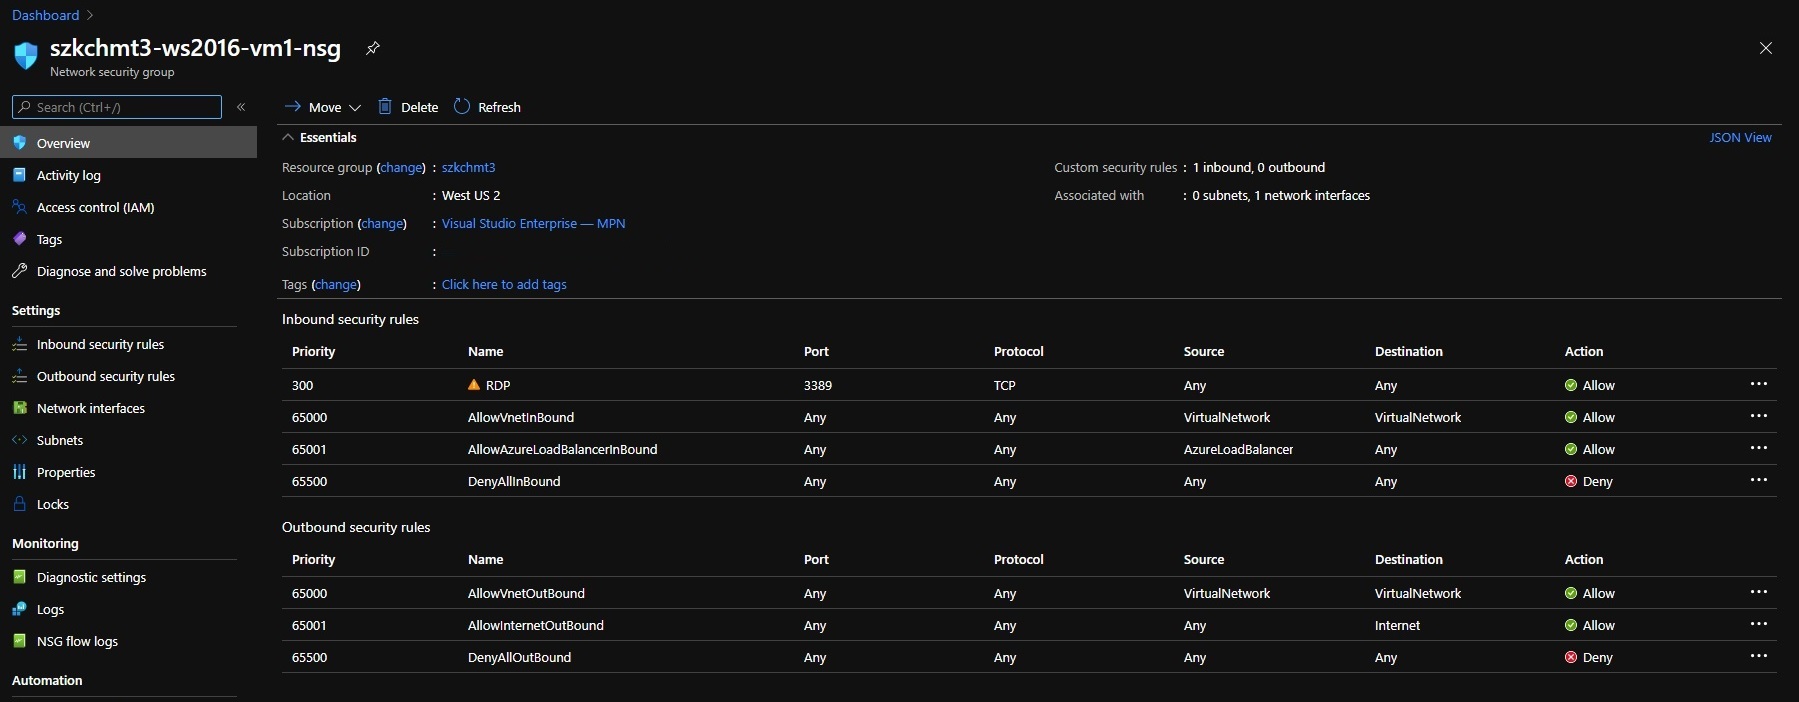 Dashboard
szkchmt3-ws2016-vm1-nsg
Network security group
Search (Ctrl+/)
«
Move Delete Refresh
Overview
Activity log
Access control (IAM)
Tags
Diagnose and solve problems
Settings
Inbound security rules
Outbound security rules
Network interfaces
Subnets
Properties
Locks
Monitoring
Diagnostic settings
Logs
NSG flow logs
Automation
Essentials JSON View
Resource group (change) : szkchmt3
Location : West US 2
Subscription (change) : Visual Studio Enterprise — MPN
Subscription ID :
Tags (change) : Click here to add tags
Custom security rules : 1 inbound, 0 outbound
Associated with : 0 subnets, 1 network interfaces
Inbound security rules
Priority Name Port Protocol Source Destination Action
300 RDP 3389 TCP Any Any Allow ...
65000 AllowVnetInBound Any Any VirtualNetwork VirtualNetwork Allow ...
65001 AllowAzureLoadBalancerInBound Any Any AzureLoadBalancer Any Allow ...
65500 DenyAllInBound Any Any Any Any Deny ...
Outbound security rules
Priority Name Port Protocol Source Destination Action
65000 AllowVnetOutBound Any Any VirtualNetwork VirtualNetwork Allow ...
65001 AllowInternetOutBound Any Any Any Internet Allow ...
65500 DenyAllOutBound Any Any Any Any Deny ...